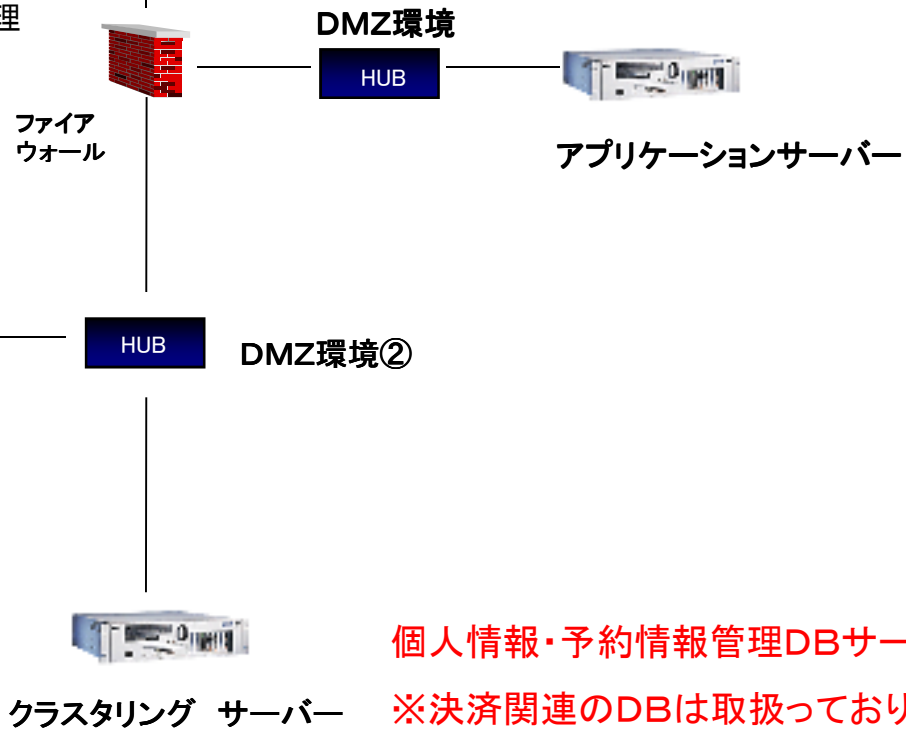 理
DMZ環境
HUB
ファイア
ウォール
アプリケーションサーバー
HUB
DMZ環境②
個人情報・予約情報管理DBサー
クラスタリング サーバー
※決済関連のDBは取扱っており